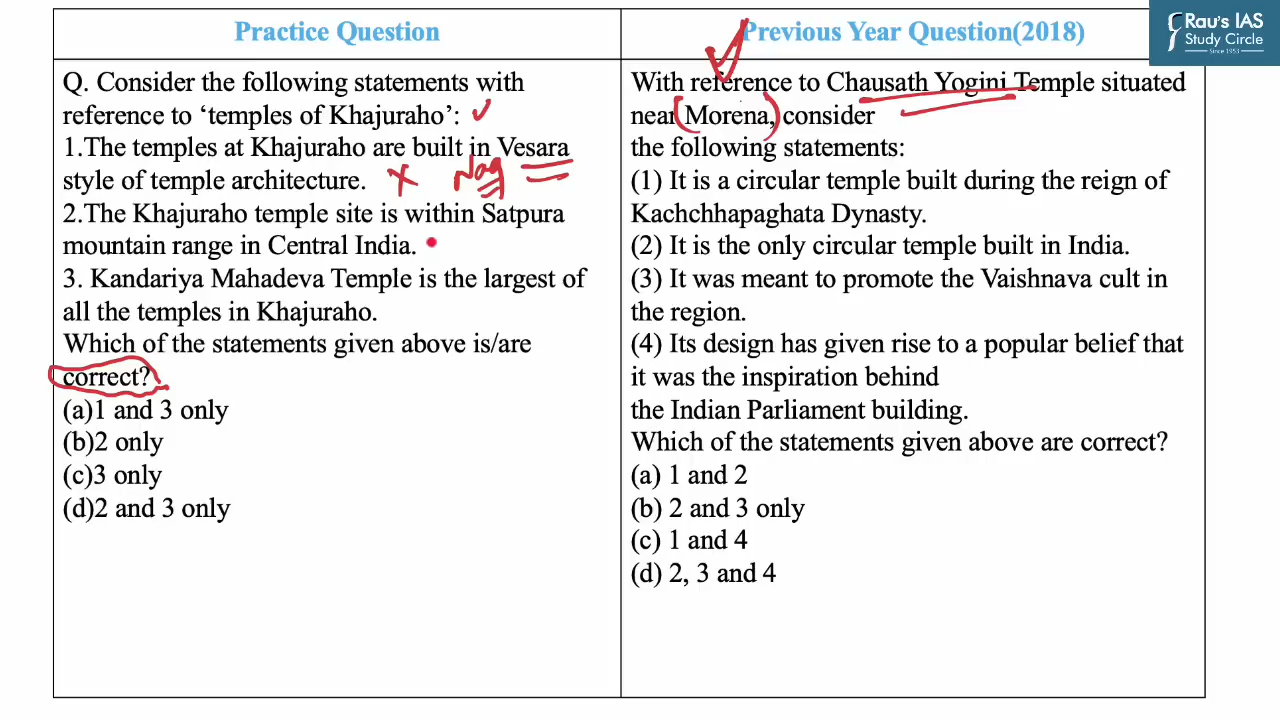 Practice Question
Q. Consider the following statements with
reference to ‘temples of Khajuraho’:
1.The temples at Khajuraho are built in Vesara
style of temple architecture.
Nag
2.The Khajuraho temple site is within Satpura
mountain range in Central India.
3. Kandariya Mahadeva Temple is the largest of
all the temples in Khajuraho.
Which of the statements given above is/are
correct?
(a)1 and 3 only
(b)2 only
(c)3 only
(d)2 and 3 only
Previous Year Question(2018)
With reference to Chausath Yogini Temple situated
near Morena, consider
the following statements:
(1) It is a circular temple built during the reign of
Kachchhapaghata Dynasty.
(2) It is the only circular temple built in India.
(3) It was meant to promote the Vaishnava cult in
the region.
(4) Its design has given rise to a popular belief that
it was the inspiration behind
the Indian Parliament building.
Which of the statements given above are correct?
(a) 1 and 2
(b) 2 and 3 only
(c) 1 and 4
(d) 2, 3 and 4
Rau's IAS
Study Circle
Since 1953